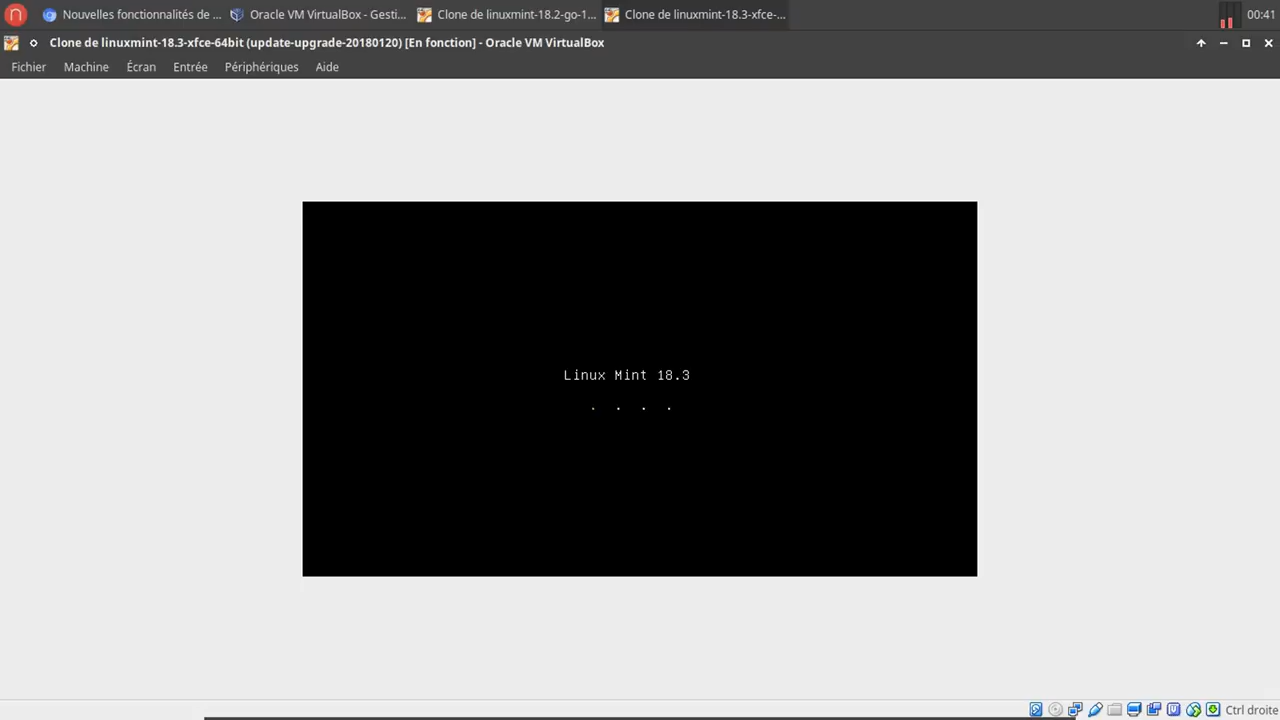 Nouvelles fonctionnalités de ...
Oracle VM VirtualBox - Gesti...
Clone de linuxmint-18.2-go-1...
Clone de linuxmint-18.3-xfce-...
00:41
Clone de linuxmint-18.3-xfce-64bit (update-upgrade-20180120) [En fonction] - Oracle VM VirtualBox
Fichier Machine Écran Entrée Périphériques Aide
Linux Mint 18.3
. . . .
Ctrl droite